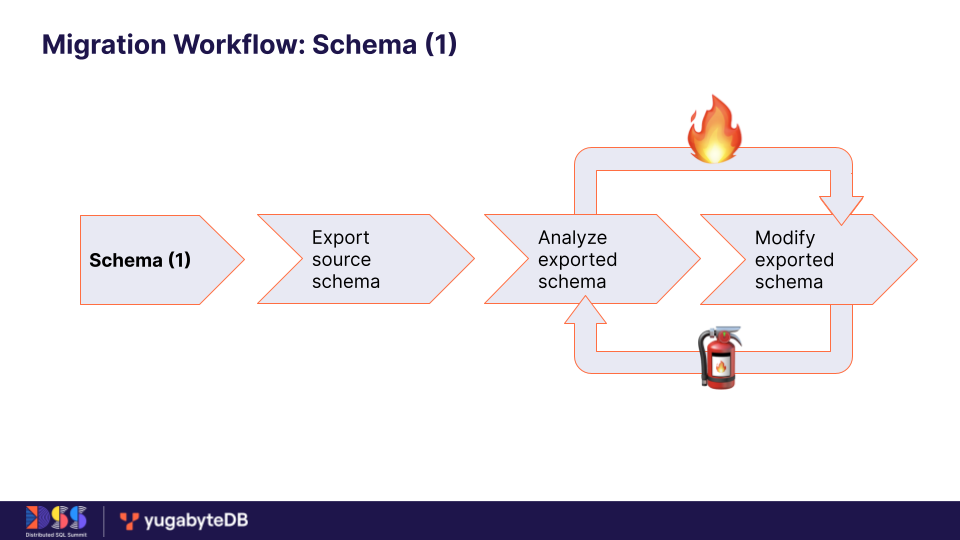 Migration Workflow: Schema (1)
Schema (1)
Export
source
schema
Analyze
exported
schema
Modify
exported
schema
DSS
Distributed SQL Summit
yugabyteDB